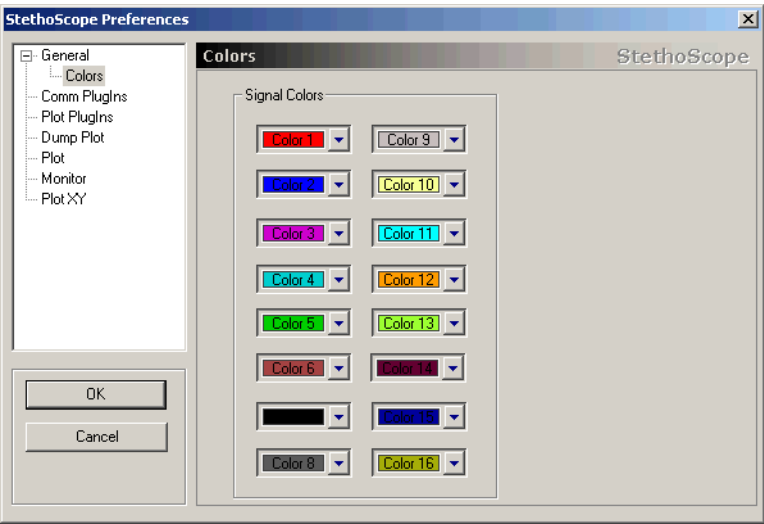 StethoScope Preferences
General
Colors
Comm PlugIns
Plot PlugIns
Dump Plot
Plot
Monitor
Plot XY
OK
Cancel
Colors
StethoScope
Signal Colors
Color 1
Color 2
Color 3
Color 4
Color 5
Color 6
Color 8
Color 9
Color 10
Color 11
Color 12
Color 13
Color 14
Color 15
Color 16